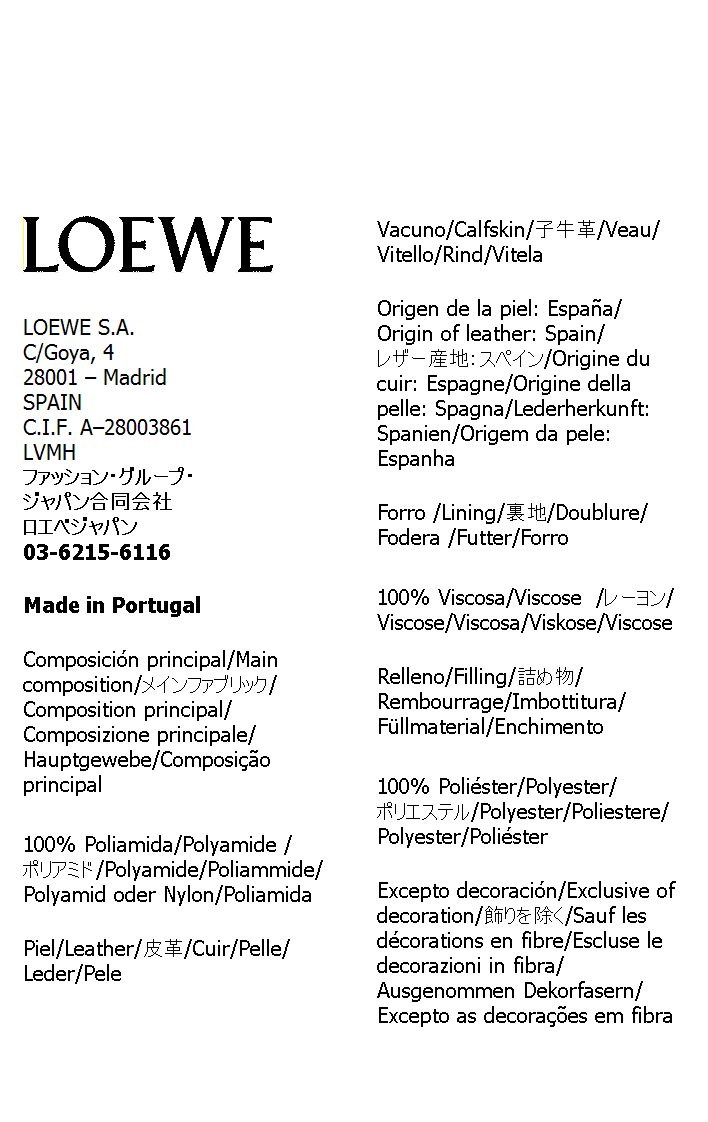 LOEWE
LOEWE S.A.
C/Goya, 4
28001 – Madrid
SPAIN
C.I.F. A–28003861
LVMH
ファッション・グループ・
ジャパン合同会社
ロエベジャパン
03-6215-6116
Made in Portugal
Composición principal/Main
composition/メインファブリック/
Composition principal/
Composizione principale/
Hauptgewebe/Composição
principal
100% Poliamida/Polyamide /
ポリアミド/Polyamide/Poliammide/
Polyamid oder Nylon/Poliamida
Piel/Leather/皮革/Cuir/Pelle/
Leder/Pele
Vacuno/Calfskin/子牛革/Veau/
Vitello/Rind/Vitela
Origen de la piel: España/
Origin of leather: Spain/
レザー産地：スペイン/Origine du
cuir: Espagne/Origine della
pelle: Spagna/Lederherkunft:
Spanien/Origem da pele:
Espanha
Forro /Lining/裏地/Doublure/
Fodera /Futter/Forro
100% Viscosa/Viscose /レーヨン/
Viscose/Viscosa/Viskose/Viscose
Relleno/Filling/詰め物/
Rembourrage/Imbottitura/
Füllmaterial/Enchimento
100% Poliéster/Polyester/
ポリエステル/Polyester/Poliestere/
Polyester/Poliéster
Excepto decoración/Exclusive of
decoration/飾りを除く/Sauf les
décorations en fibre/Escluse le
decorazioni in fibra/
Ausgenommen Dekorfasern/
Excepto as decorações em fibra